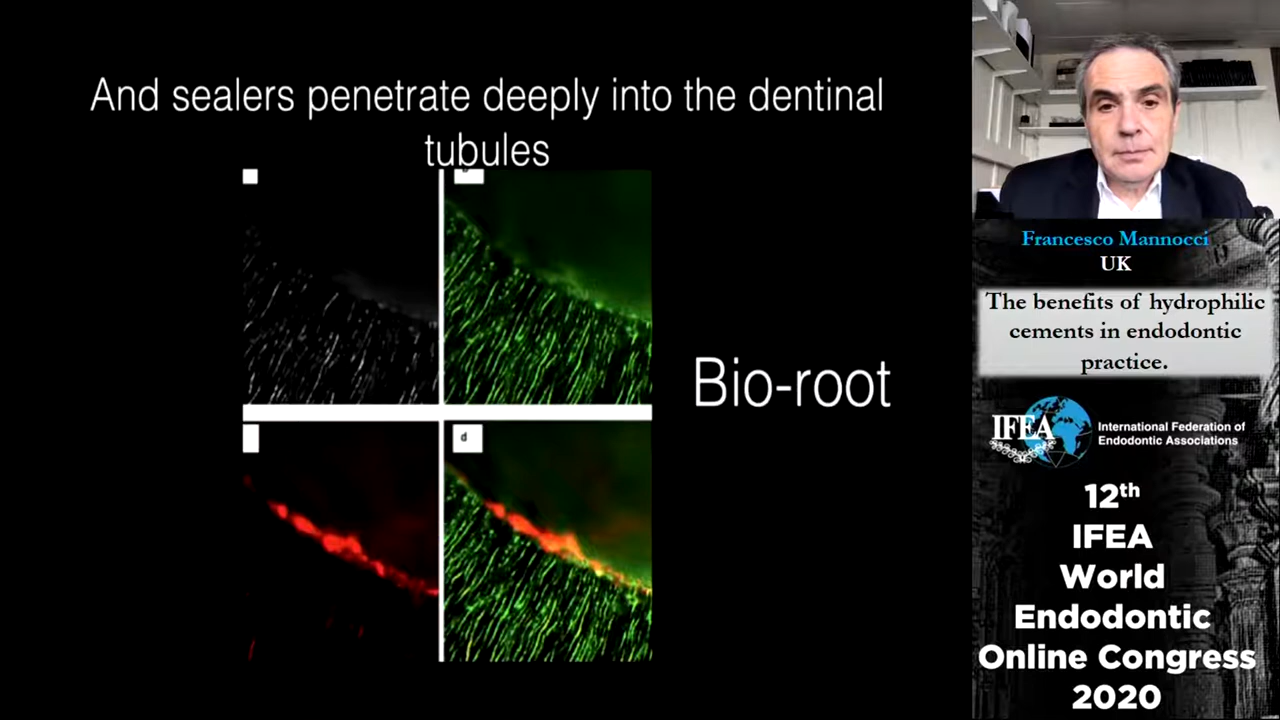 And sealers penetrate deeply into the dentinal
tubules
d
Bio-root
Francesco Mannocci
UK
The benefits of hydrophilic
cements in endodontic
practice.
IFEA
International Federation of
Endodontic Associations
12th
IFEA
World
Endodontic
Online Congress
2020